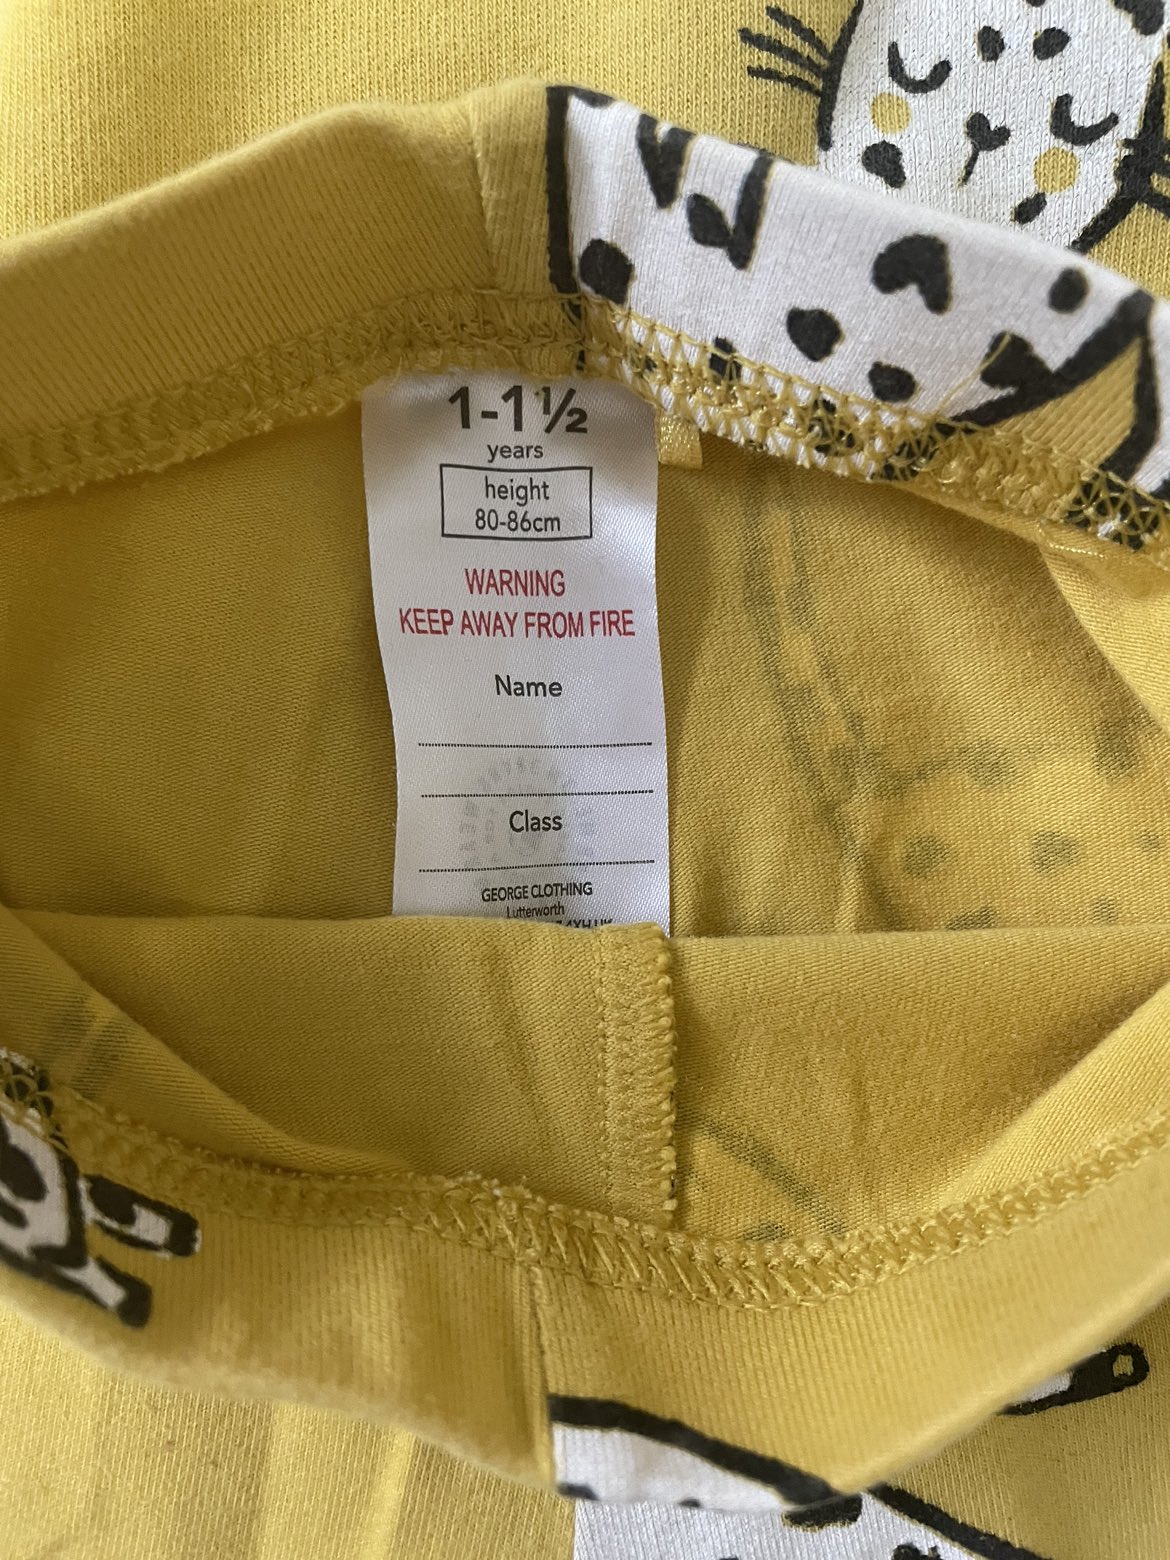 1-1½
years
height
80-86cm
WARNING
KEEP AWAY FROM FIRE
Name
Class
GEORGE CLOTHING
Lutterworth